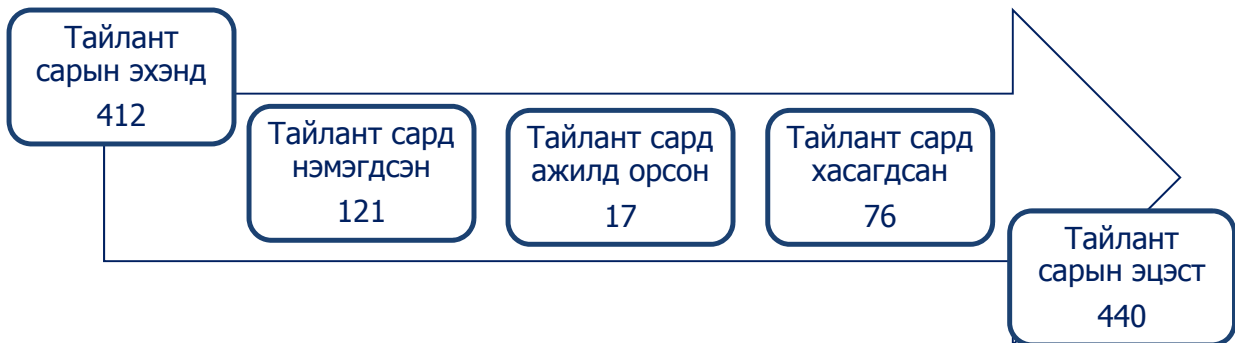 Тайлант
сарын эхэнд
412
Тайлант сард
нэмэгдсэн
121
Тайлант сард
ажилд орсон
17
Тайлант сард
хасагдсан
76
Тайлант
сарын эцэст
440